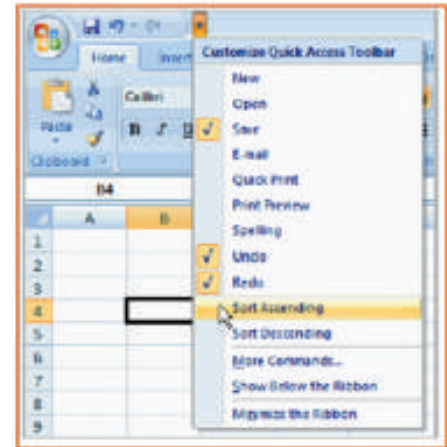 Home Insert
Customize Quick Access Toolbar
New
Open
Save
E-mail
Quick Print
Print Preview
Spelling
Undo
Redo
Sort Ascending
Sort Descending
More Commands...
Show Below the Ribbon
Minimize the Ribbon
Paste
Calibri
B I U
Clipboard
B4
A B
1
2
3
4
5
6
7
8
9